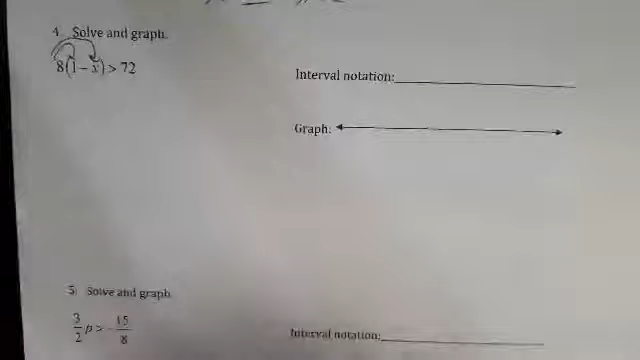 4. Solve and graph.
8(1 - x) > 72
Interval notation:
Graph:
5. Solve and graph
3/2 p > - 15/8
Interval notation: